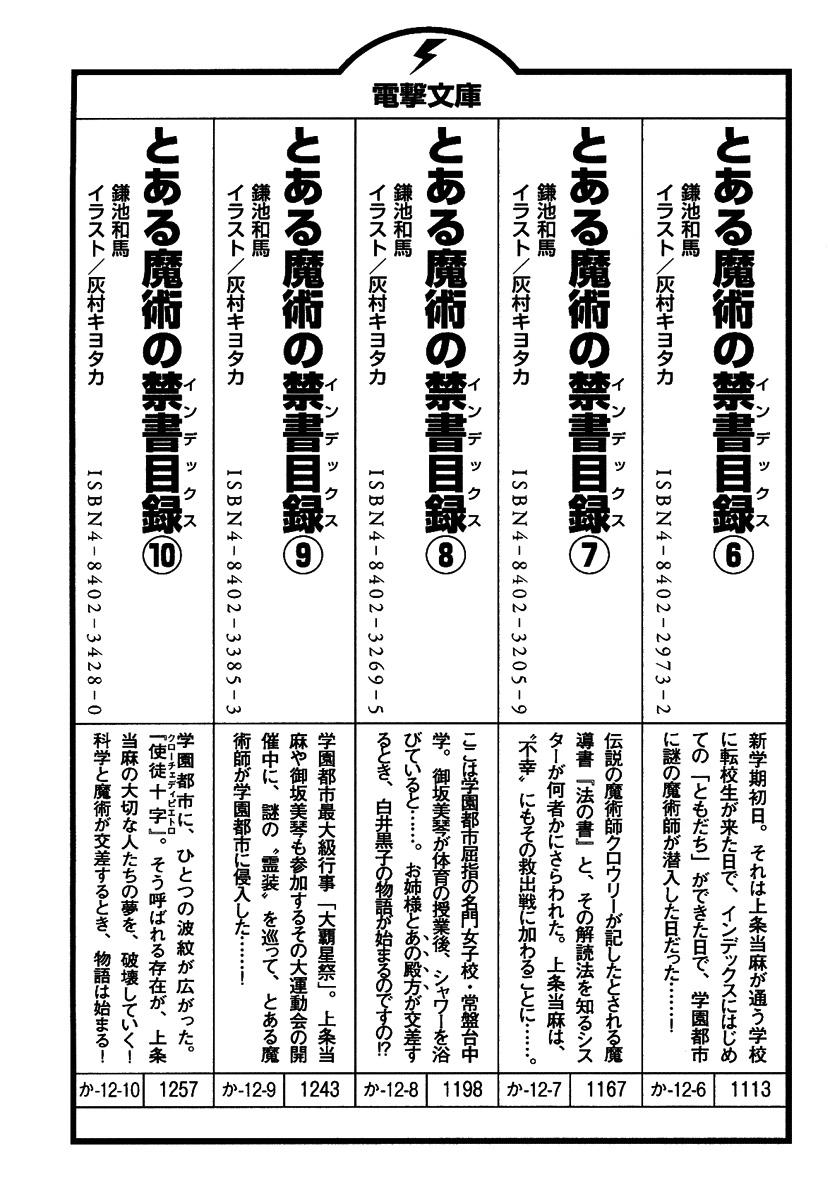 電撃文庫
とある魔術の禁書目録⑥
インデックス
鎌池和馬
イラスト／灰村キヨタカ
ISBN4-8402-2973-2
新学期初日。それは上条当麻が通う学校
に転校生が来た日で、インデックスにはじめ
ての「ともだち」ができた日で、学園都市
に謎の魔術師が潜入した日だった……！
か-12-6
1113
とある魔術の禁書目録⑦
インデックス
鎌池和馬
イラスト／灰村キヨタカ
ISBN4-8402-3205-9
伝説の魔術師クロウリーが記したとされる魔
導書『法の書』と、その解読法を知るシス
ターが何者かにさらわれた。上条当麻は、
〝不幸〟にもその救出戦に加わることに……。
か-12-7
1167
とある魔術の禁書目録⑧
インデックス
鎌池和馬
イラスト／灰村キヨタカ
ISBN4-8402-3269-5
ここは学園都市屈指の名門女子校・常盤台中
学。御坂美琴が体育の授業後、シャワーを浴
びていると……。お姉様とあの殿方が交差す
るとき、白井黒子の物語が始まるのですの!?
か-12-8
1198
とある魔術の禁書目録⑨
インデックス
鎌池和馬
イラスト／灰村キヨタカ
ISBN4-8402-3385-3
学園都市最大級行事「大覇星祭」。上条当
麻や御坂美琴も参加するその大運動会の開
催中に、謎の〝霊装〟を巡って、とある魔
術師が学園都市に侵入した……！
か-12-9
1243
とある魔術の禁書目録⑩
インデックス
鎌池和馬
イラスト／灰村キヨタカ
ISBN4-8402-3428-0
学園都市に、ひとつの波紋が広がった。
『使徒十字』。そう呼ばれる存在が、上条
クローチェディピエトロ
当麻の大切な人たちの夢を、破壊していく！
科学と魔術が交差するとき、物語は始まる！
か-12-10
1257